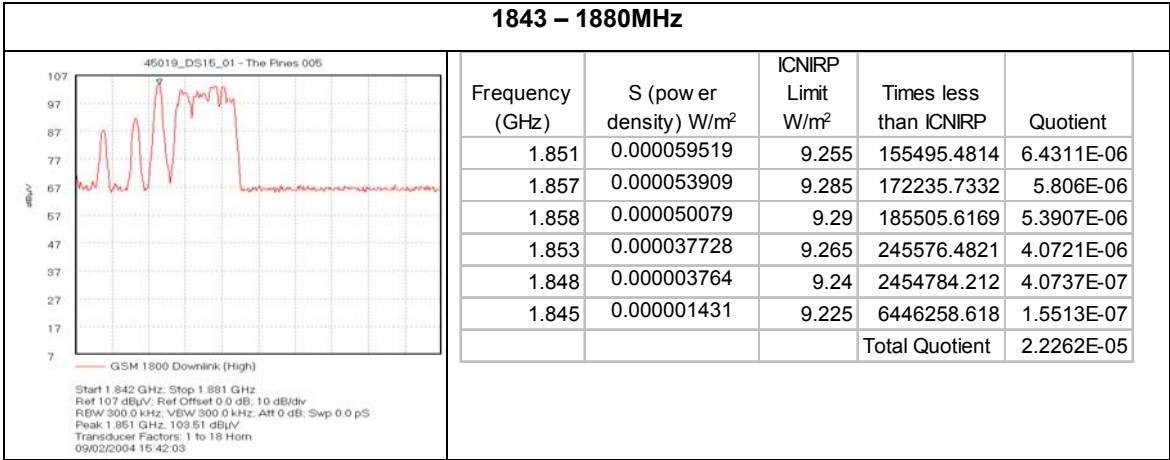 1843 – 1880MHz
45019_DS15_01 - The Pines 005
107
97
87
77
67
57
47
37
27
17
7
dBµV
GSM 1800 Downlink (High)
Start 1.842 GHz; Stop 1.881 GHz
Ref 107 dBµV; Ref Offset 0.0 dB; 10 dB/div
RBW 300.0 kHz; VBW 300.0 kHz; Att 0 dB; Swp 0.0 pS
Peak 1.851 GHz, 103.51 dBµV
Transducer Factors: 1 to 18 Horn
09/02/2004 15:42:03
Frequency (GHz) S (pow er density) W/m² ICNIRP Limit W/m² Times less than ICNIRP Quotient
1.851 0.000059519 9.255 155495.4814 6.4311E-06
1.857 0.000053909 9.285 172235.7332 5.806E-06
1.858 0.000050079 9.29 185505.6169 5.3907E-06
1.853 0.000037728 9.265 245576.4821 4.0721E-06
1.848 0.000003764 9.24 2454784.212 4.0737E-07
1.845 0.000001431 9.225 6446258.618 1.5513E-07
Total Quotient 2.2262E-05